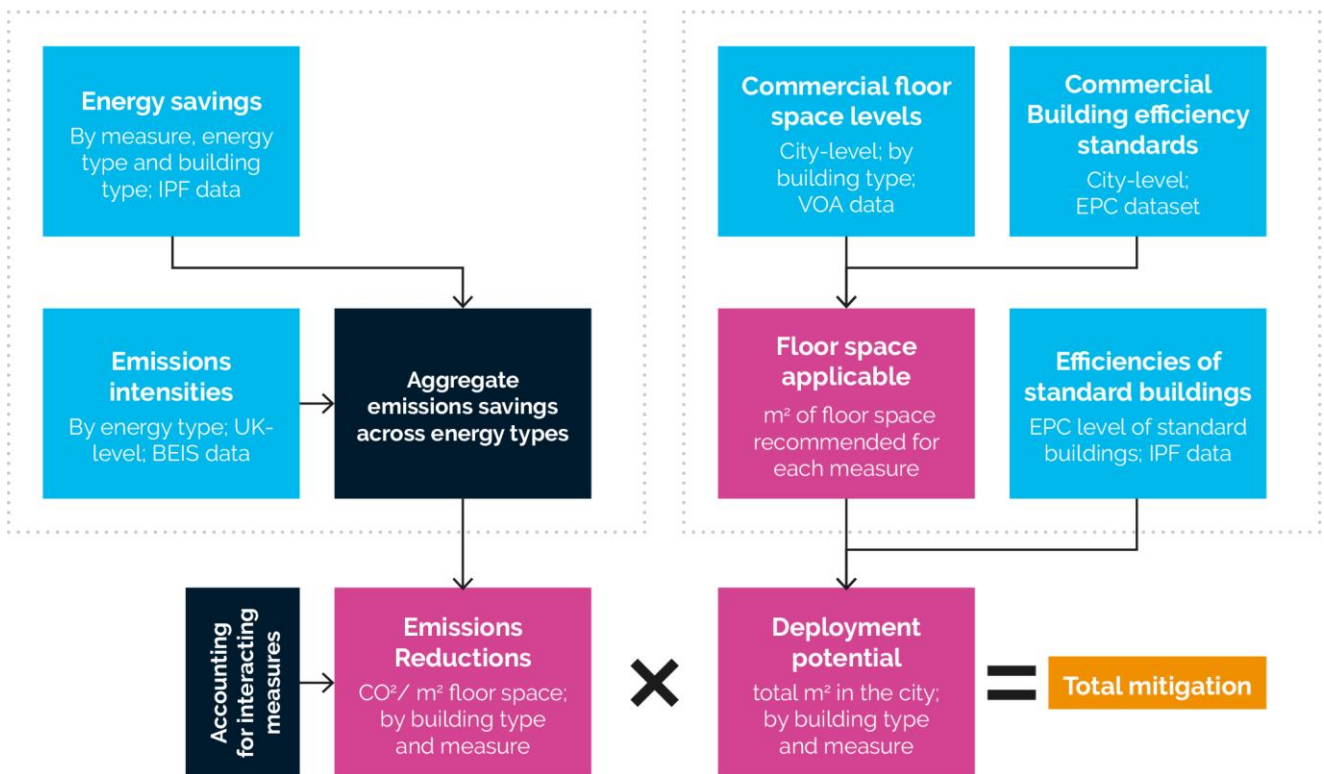 Energy savings
By measure, energy
type and building
type; IPF data
Commercial floor
space levels
City-level; by
building type;
VOA data
Commercial
Building efficiency
standards
City-level;
EPC dataset
Emissions
intensities
By energy type; UK-
level; BEIS data
Aggregate
emissions savings
across energy types
Floor space
applicable
m² of floor space
recommended for
each measure
Efficiencies of
standard buildings
EPC level of standard
buildings; IPF data
Accounting
for interacting
measures
Emissions
Reductions
CO²/ m² floor space;
by building type
and measure
×
Deployment
potential
total m² in the city;
by building type
and measure
=
Total mitigation